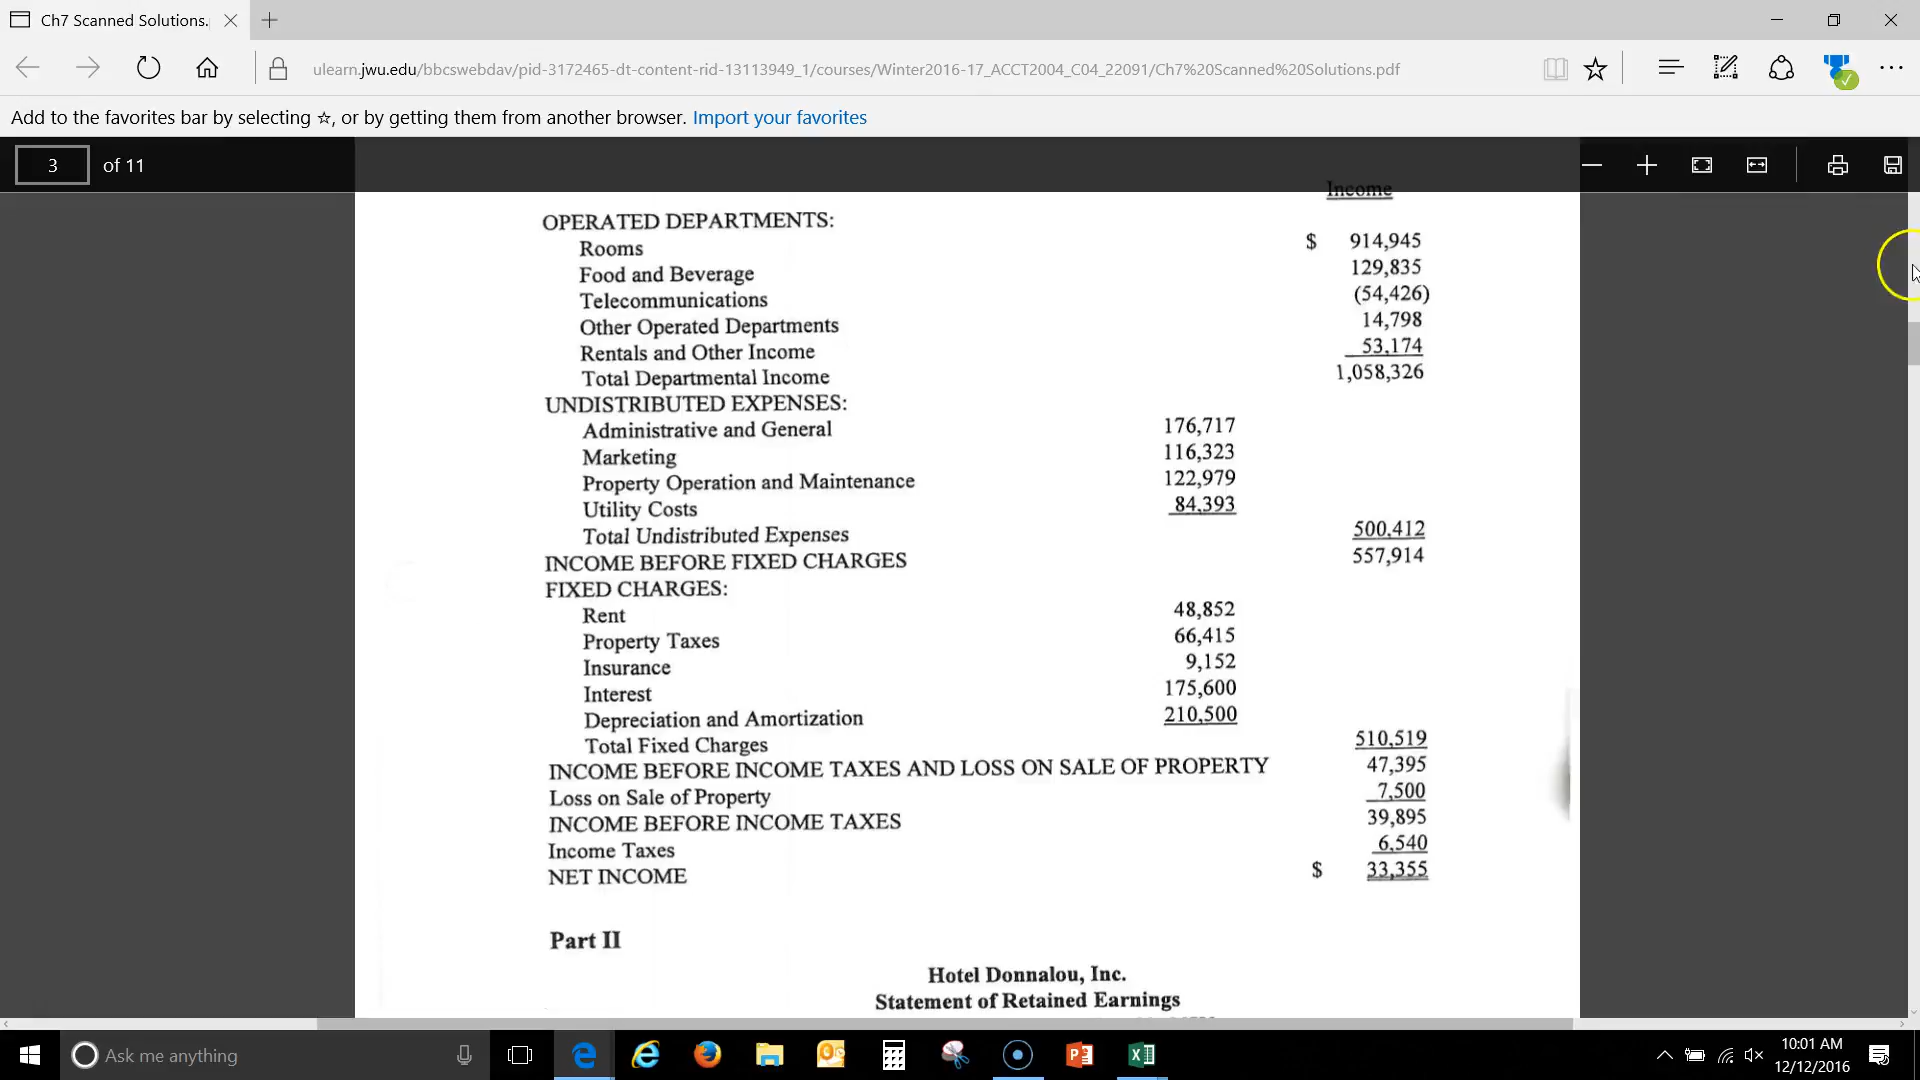 Ch7 Scanned Solutions.
ulearn.jwu.edu/bbcswebdav/pid-3172465-dt-content-rid-13113949_1/courses/Winter2016-17_ACCT2004_C04_22091/Ch7%20Scanned%20Solutions.pdf
Add to the favorites bar by selecting ☆, or by getting them from another browser. Import your favorites
3 of 11
Income
OPERATED DEPARTMENTS:
Rooms $ 914,945
Food and Beverage 129,835
Telecommunications (54,426)
Other Operated Departments 14,798
Rentals and Other Income 53,174
Total Departmental Income 1,058,326
UNDISTRIBUTED EXPENSES:
Administrative and General 176,717
Marketing 116,323
Property Operation and Maintenance 122,979
Utility Costs 84,393
Total Undistributed Expenses 500,412
INCOME BEFORE FIXED CHARGES 557,914
FIXED CHARGES:
Rent 48,852
Property Taxes 66,415
Insurance 9,152
Interest 175,600
Depreciation and Amortization 210,500
Total Fixed Charges 510,519
INCOME BEFORE INCOME TAXES AND LOSS ON SALE OF PROPERTY 47,395
Loss on Sale of Property 7,500
INCOME BEFORE INCOME TAXES 39,895
Income Taxes 6,540
NET INCOME $ 33,355
Part II
Hotel Donnalou, Inc.
Statement of Retained Earnings
Ask me anything
10:01 AM
12/12/2016